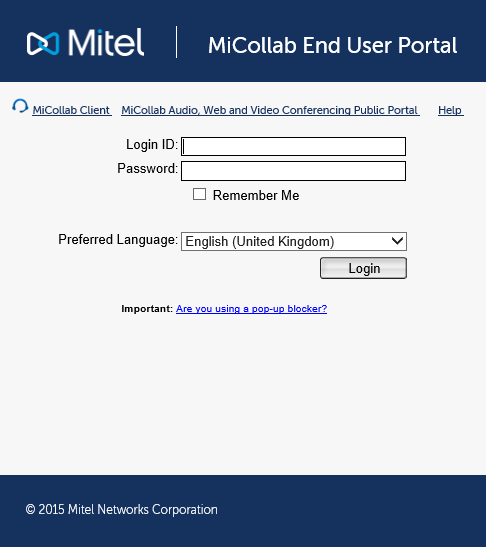 Mitel MiCollab End User Portal
MiCollab Client MiCollab Audio, Web and Video Conferencing Public Portal Help
Login ID:
Password:
Remember Me
Preferred Language: English (United Kingdom)
Login
Important: Are you using a pop-up blocker?
© 2015 Mitel Networks Corporation